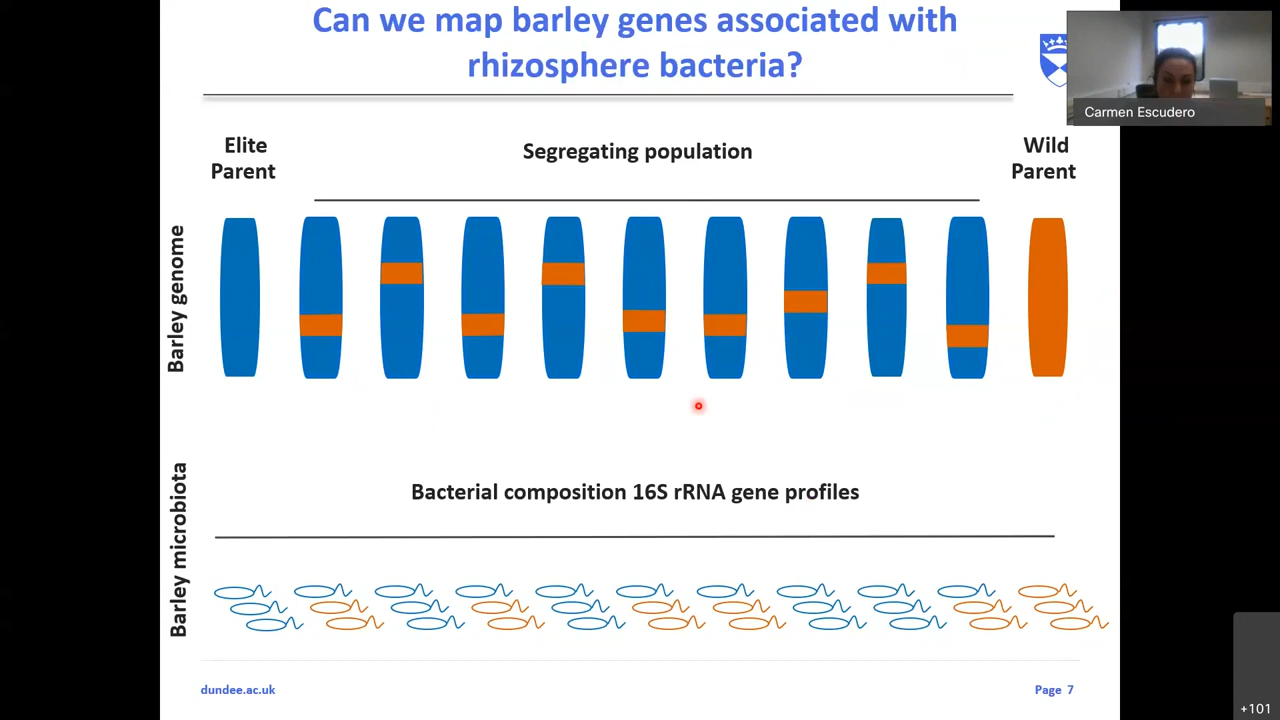 Can we map barley genes associated with
rhizosphere bacteria?
Carmen Escudero
Elite
Parent
Segregating population
Wild
Parent
Barley genome
Bacterial composition 16S rRNA gene profiles
Barley microbiota
dundee.ac.uk
Page 7
+101